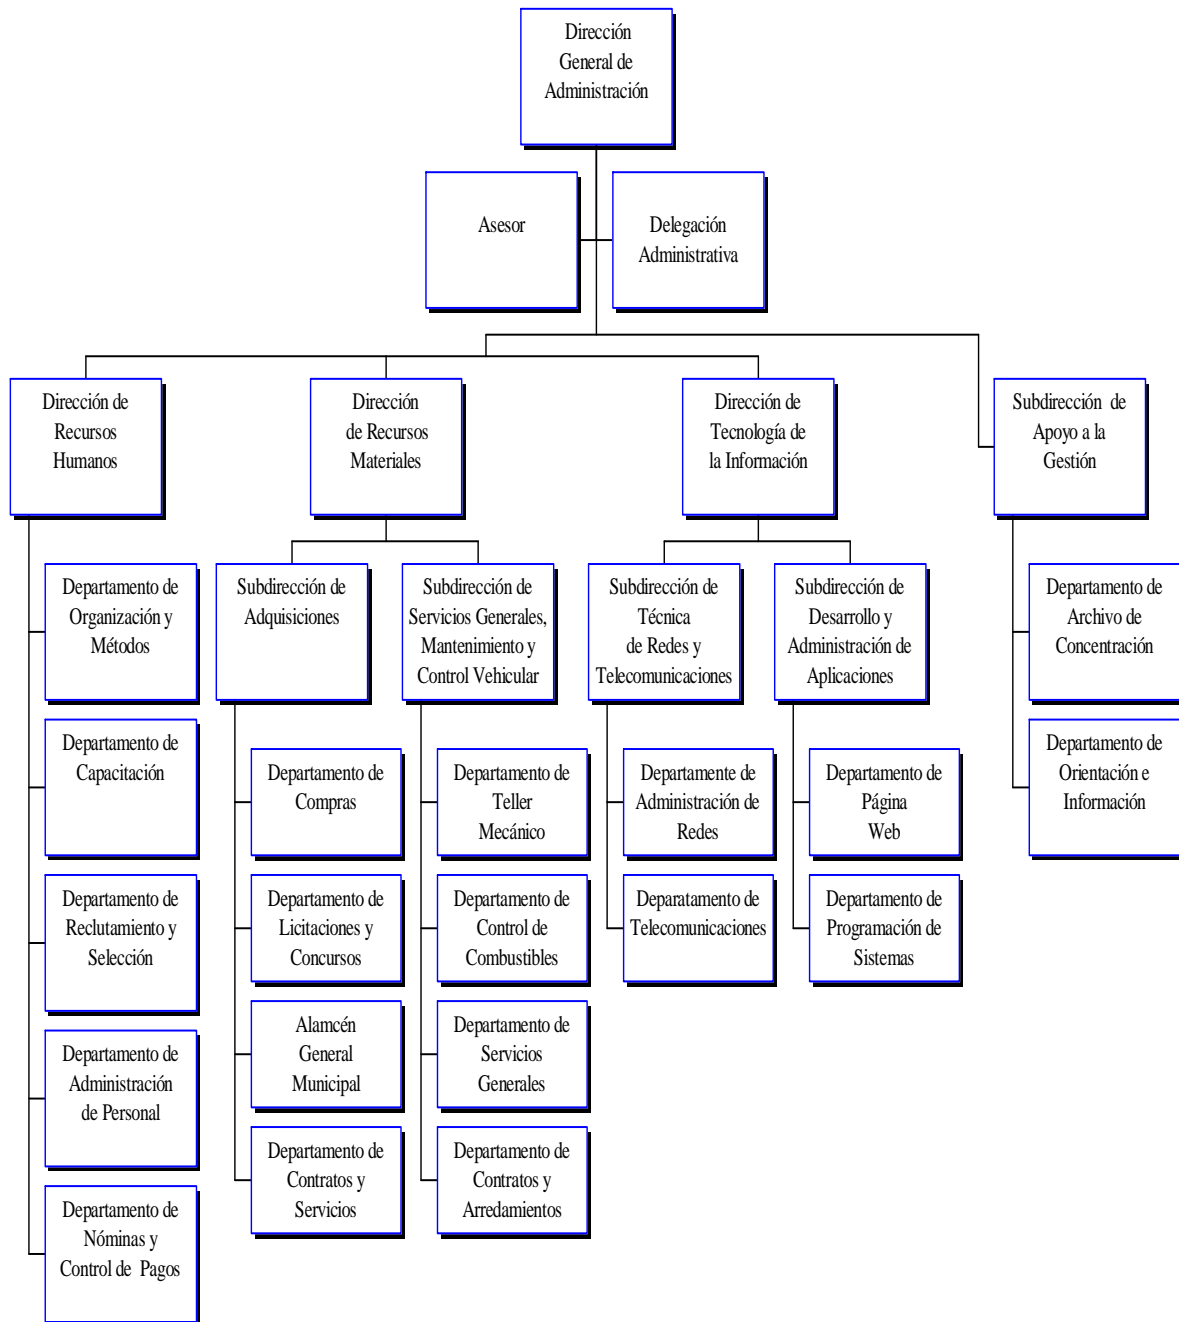 Dirección
General de
Administración
Asesor
Delegación
Administrativa
Dirección de
Recursos
Humanos
Dirección
de Recursos
Materiales
Dirección de
Tecnología de
la Información
Subdirección de
Apoyo a la
Gestión
Departamento de
Organización y
Métodos
Departamento de
Capacitación
Departamento de
Reclutamiento y
Selección
Departamento de
Administración
de Personal
Departamento de
Nóminas y
Control de Pagos
Subdirección de
Adquisiciones
Departamento de
Compras
Departamento de
Licitaciones y
Concursos
Alamcén
General
Municipal
Departamento de
Contratos y
Servicios
Subdirección de
Servicios Generales,
Mantenimiento y
Control Vehicular
Departamento de
Teller
Mecánico
Departamento de
Control de
Combustibles
Departamento de
Servicios
Generales
Departamento de
Contratos y
Arredamientos
Subdirección de
Técnica
de Redes y
Telecomunicaciones
Departamente de
Administración de
Redes
Deparatamento de
Telecomunicaciones
Subdirección de
Desarrollo y
Administración de
Aplicaciones
Departamento de
Página
Web
Departamento de
Programación de
Sistemas
Departamento de
Archivo de
Concentración
Departamento de
Orientación e
Información